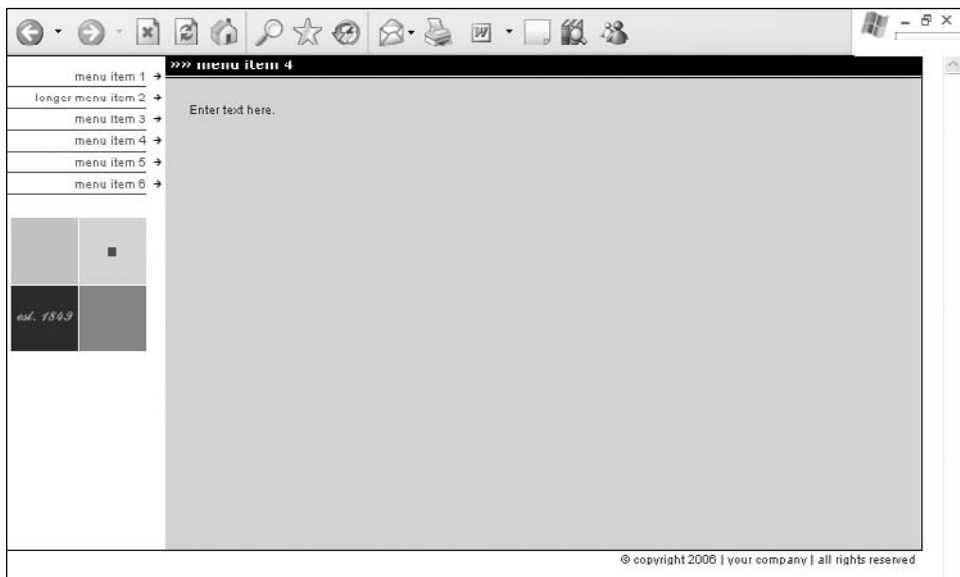 »» menu item 4
menu item 1
longer menu item 2
menu item 3
menu item 4
menu item 5
menu item 6
Enter text here.
est. 1849
© copyright 2006 | your company | all rights reserved